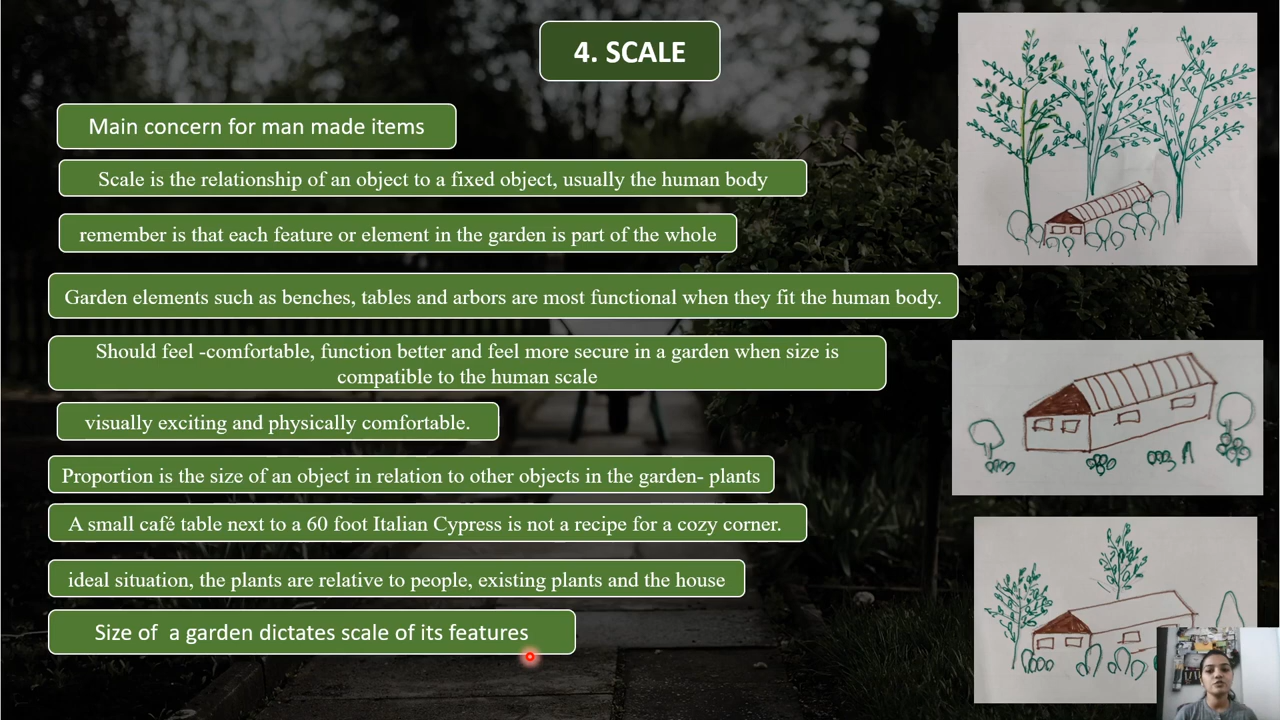 4. SCALE
Main concern for man made items
Scale is the relationship of an object to a fixed object, usually the human body
remember is that each feature or element in the garden is part of the whole
Garden elements such as benches, tables and arbors are most functional when they fit the human body.
Should feel -comfortable, function better and feel more secure in a garden when size is
compatible to the human scale
visually exciting and physically comfortable.
Proportion is the size of an object in relation to other objects in the garden- plants
A small café table next to a 60 foot Italian Cypress is not a recipe for a cozy corner.
ideal situation, the plants are relative to people, existing plants and the house
Size of  a garden dictates scale of its features